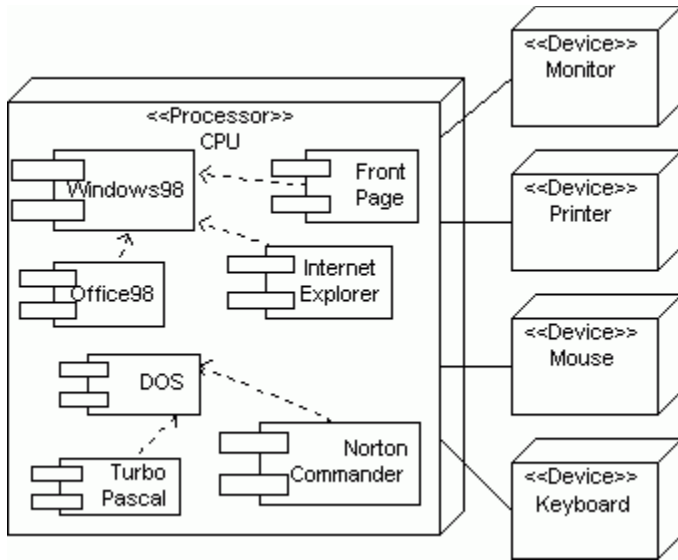 <<Processor>>
CPU
Windows98
Front
Page
Office98
Internet
Explorer
DOS
Turbo
Pascal
Norton
Commander
<<Device>>
Monitor
<<Device>>
Printer
<<Device>>
Mouse
<<Device>>
Keyboard